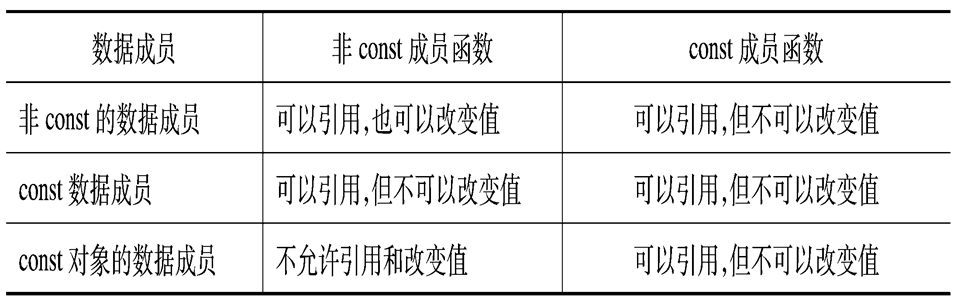 数据成员 非 const 成员函数 const 成员函数
非 const 的数据成员 可以引用,也可以改变值 可以引用,但不可以改变值
const 数据成员 可以引用,但不可以改变值 可以引用,但不可以改变值
const 对象的数据成员 不允许引用和改变值 可以引用,但不可以改变值